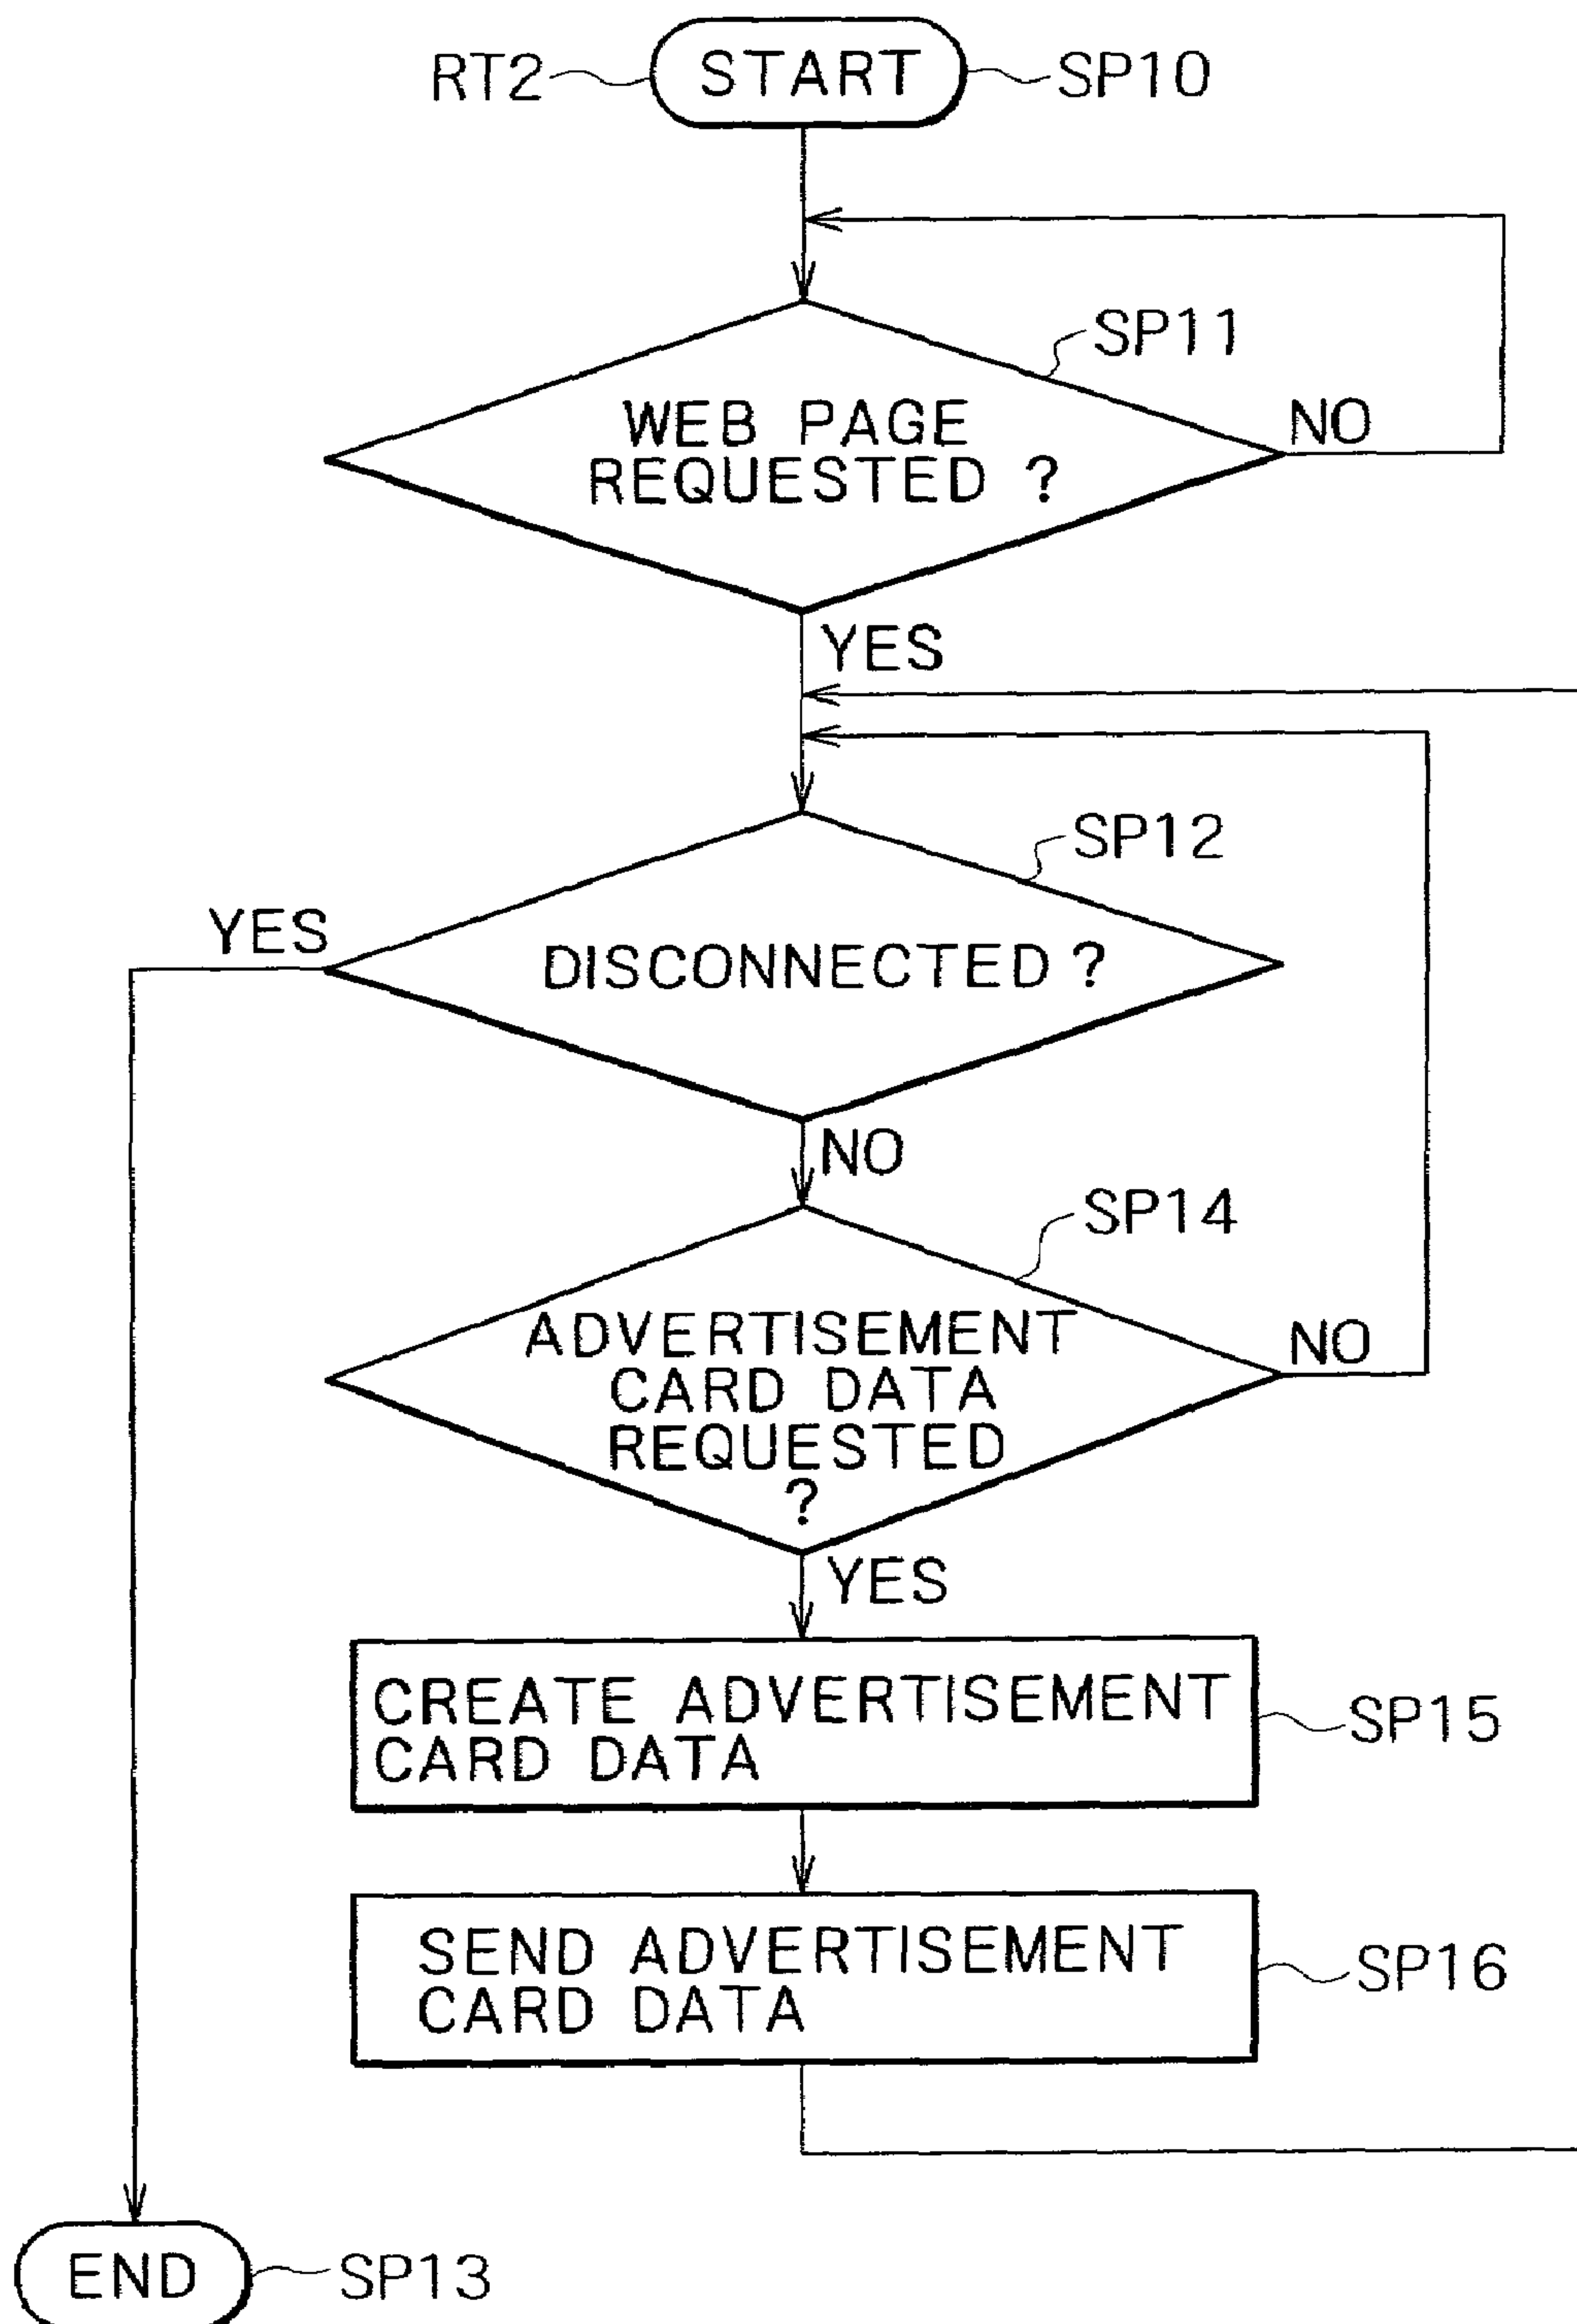 RT2 START SP10
SP11
WEB PAGE NO
REQUESTED ?
YES
SP12
YES
DISCONNECTED ?
NO
SP14
ADVERTISEMENT
CARD DATA NO
REQUESTED
?
YES
CREATE ADVERTISEMENT
CARD DATA
SP15
SEND ADVERTISEMENT
CARD DATA
SP16
END SP13